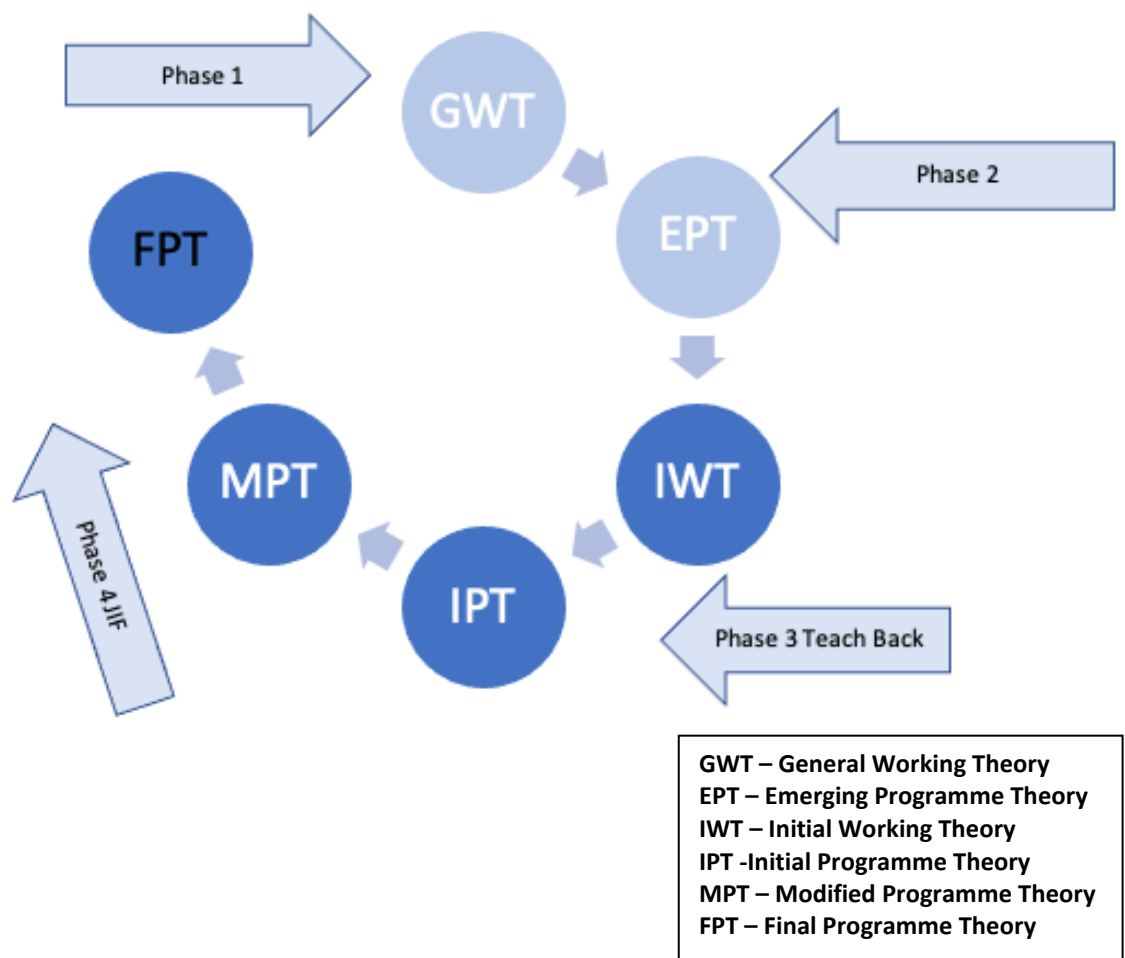 Phase 1
GWT
Phase 2
EPT
FPT
MPT
IWT
Phase 4 JIF
IPT
Phase 3 Teach Back
GWT – General Working Theory
EPT – Emerging Programme Theory
IWT – Initial Working Theory
IPT -Initial Programme Theory
MPT – Modified Programme Theory
FPT – Final Programme Theory